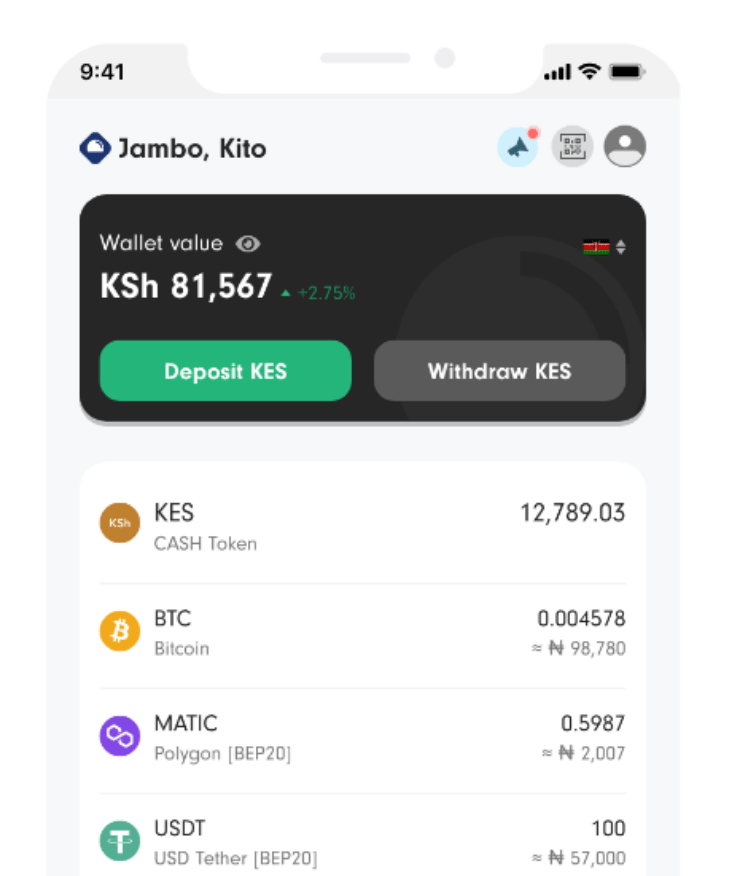 9:41
Jambo, Kito
Wallet value
KSh 81,567 ▲ +2.75%
Deposit KES
Withdraw KES
KSh
KES
12,789.03
CASH Token
BTC
0.004578
Bitcoin
≈ ₦ 98,780
MATIC
0.5987
Polygon [BEP20]
≈ ₦ 2,007
USDT
100
USD Tether [BEP20]
≈ ₦ 57,000